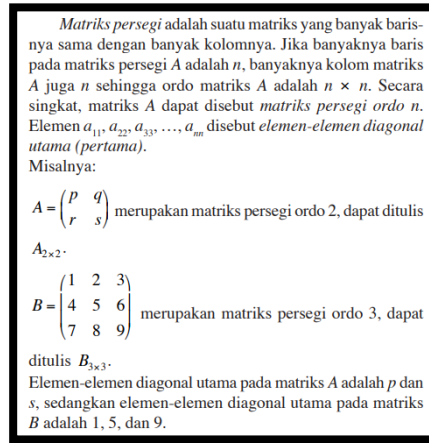 Matriks persegi adalah suatu matriks yang banyak baris-
nya sama dengan banyak kolomnya. Jika banyaknya baris
pada matriks persegi A adalah n, banyaknya kolom matriks
A juga n sehingga ordo matriks A adalah n × n. Secara
singkat, matriks A dapat disebut matriks persegi ordo n.
Elemen a₁₁, a₂₂, a₃₃, ..., aₙₙ disebut elemen-elemen diagonal
utama (pertama).
Misalnya:
A = (p q
r s) merupakan matriks persegi ordo 2, dapat ditulis
A₂ₓ₂.
B = (1 2 3
4 5 6
7 8 9) merupakan matriks persegi ordo 3, dapat
ditulis B₃ₓ₃.
Elemen-elemen diagonal utama pada matriks A adalah p dan
s, sedangkan elemen-elemen diagonal utama pada matriks
B adalah 1, 5, dan 9.